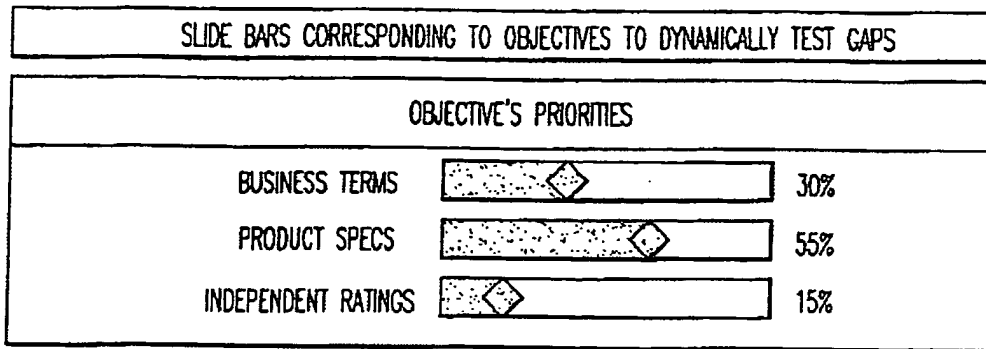 SLIDE BARS CORRESPONDING TO OBJECTIVES TO DYNAMICALLY TEST GAPS
OBJECTIVE'S PRIORITIES
BUSINESS TERMS 30%
PRODUCT SPECS 55%
INDEPENDENT RATINGS 15%